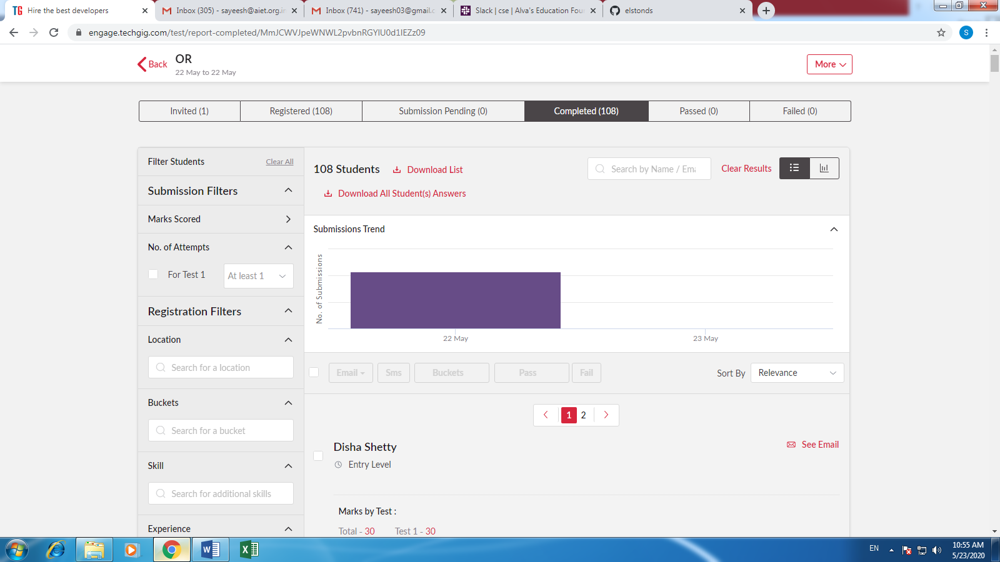 TG Hire the best developers
Inbox (305) - sayeesh@aiet.org.in
Inbox (741) - sayeesh03@gmail.c
Slack | cse | Alva's Education Fou
elstonds
engage.techgig.com/test/report-completed/MmJCWVJpeWNWL2pvbnRGYlU0d1lEZz09
S
Back
OR
22 May to 22 May
More
Invited (1)
Registered (108)
Submission Pending (0)
Completed (108)
Passed (0)
Failed (0)
Filter Students
Clear All
Submission Filters
Marks Scored
No. of Attempts
For Test 1
At least 1
Registration Filters
Location
Search for a location
Buckets
Search for a bucket
Skill
Search for additional skills
Experience
108 Students
Download List
Search by Name / Ema
Clear Results
Download All Student(s) Answers
Submissions Trend
No. of Submissions
22 May
23 May
Email
Sms
Buckets
Pass
Fail
Sort By
Relevance
1
2
Disha Shetty
See Email
Entry Level
Marks by Test :
Total - 30
Test 1 - 30
EN
10:55 AM
5/23/2020